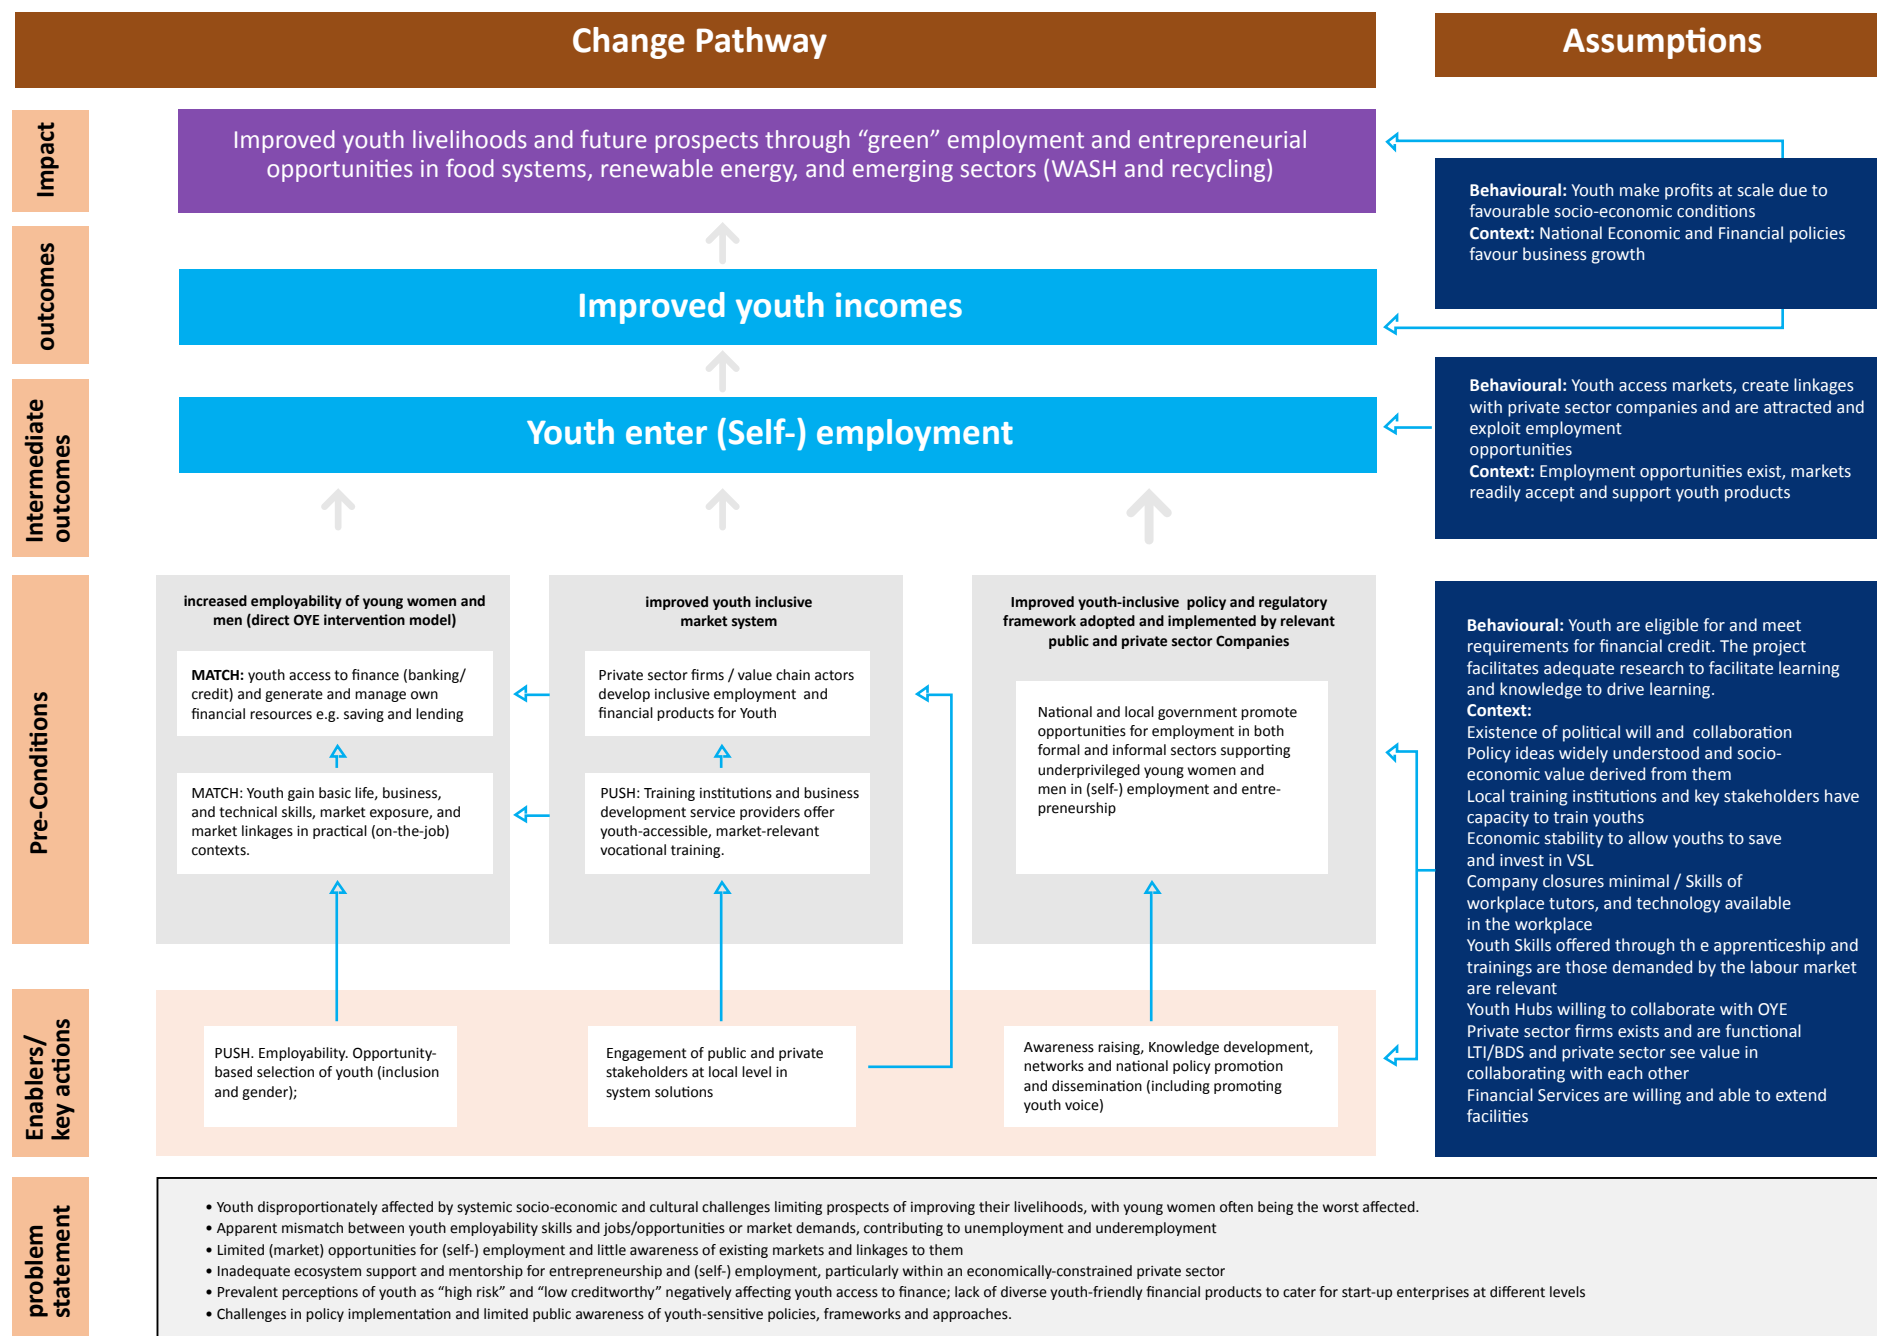 Change Pathway
Assumptions
Impact
Improved youth livelihoods and future prospects through “green” employment and entrepreneurial
opportunities in food systems, renewable energy, and emerging sectors (WASH and recycling)
Behavioural: Youth make profits at scale due to
favourable socio-economic conditions
Context: National Economic and Financial policies
favour business growth
outcomes
Improved youth incomes
Intermediate
outcomes
Youth enter (Self-) employment
Behavioural: Youth access markets, create linkages
with private sector companies and are attracted and
exploit employment
opportunities
Context: Employment opportunities exist, markets
readily accept and support youth products
Pre-Conditions
increased employability of young women and
men (direct OYE intervention model)
MATCH: youth access to finance (banking/
credit) and generate and manage own
financial resources e.g. saving and lending
MATCH: Youth gain basic life, business,
and technical skills, market exposure, and
market linkages in practical (on-the-job)
contexts.
improved youth inclusive
market system
Private sector firms / value chain actors
develop inclusive employment and
financial products for Youth
PUSH: Training institutions and business
development service providers offer
youth-accessible, market-relevant
vocational training.
Improved youth-inclusive policy and regulatory
framework adopted and implemented by relevant
public and private sector Companies
National and local government promote
opportunities for employment in both
formal and informal sectors supporting
underprivileged young women and
men in (self-) employment and entre-
preneurship
Behavioural: Youth are eligible for and meet
requirements for financial credit. The project
facilitates adequate research to facilitate learning
and knowledge to drive learning.
Context:
Existence of political will and collaboration
Policy ideas widely understood and socio-
economic value derived from them
Local training institutions and key stakeholders have
capacity to train youths
Economic stability to allow youths to save
and invest in VSL
Company closures minimal / Skills of
workplace tutors, and technology available
in the workplace
Youth Skills offered through th e apprenticeship and
trainings are those demanded by the labour market
are relevant
Youth Hubs willing to collaborate with OYE
Private sector firms exists and are functional
LTI/BDS and private sector see value in
collaborating with each other
Financial Services are willing and able to extend
facilities
Enablers/
key actions
PUSH. Employability. Opportunity-
based selection of youth (inclusion
and gender);
Engagement of public and private
stakeholders at local level in
system solutions
Awareness raising, Knowledge development,
networks and national policy promotion
and dissemination (including promoting
youth voice)
problem
statement
• Youth disproportionately affected by systemic socio-economic and cultural challenges limiting prospects of improving their livelihoods, with young women often being the worst affected.
• Apparent mismatch between youth employability skills and jobs/opportunities or market demands, contributing to unemployment and underemployment
• Limited (market) opportunities for (self-) employment and little awareness of existing markets and linkages to them
• Inadequate ecosystem support and mentorship for entrepreneurship and (self-) employment, particularly within an economically-constrained private sector
• Prevalent perceptions of youth as “high risk” and “low creditworthy” negatively affecting youth access to finance; lack of diverse youth-friendly financial products to cater for start-up enterprises at different levels
• Challenges in policy implementation and limited public awareness of youth-sensitive policies, frameworks and approaches.